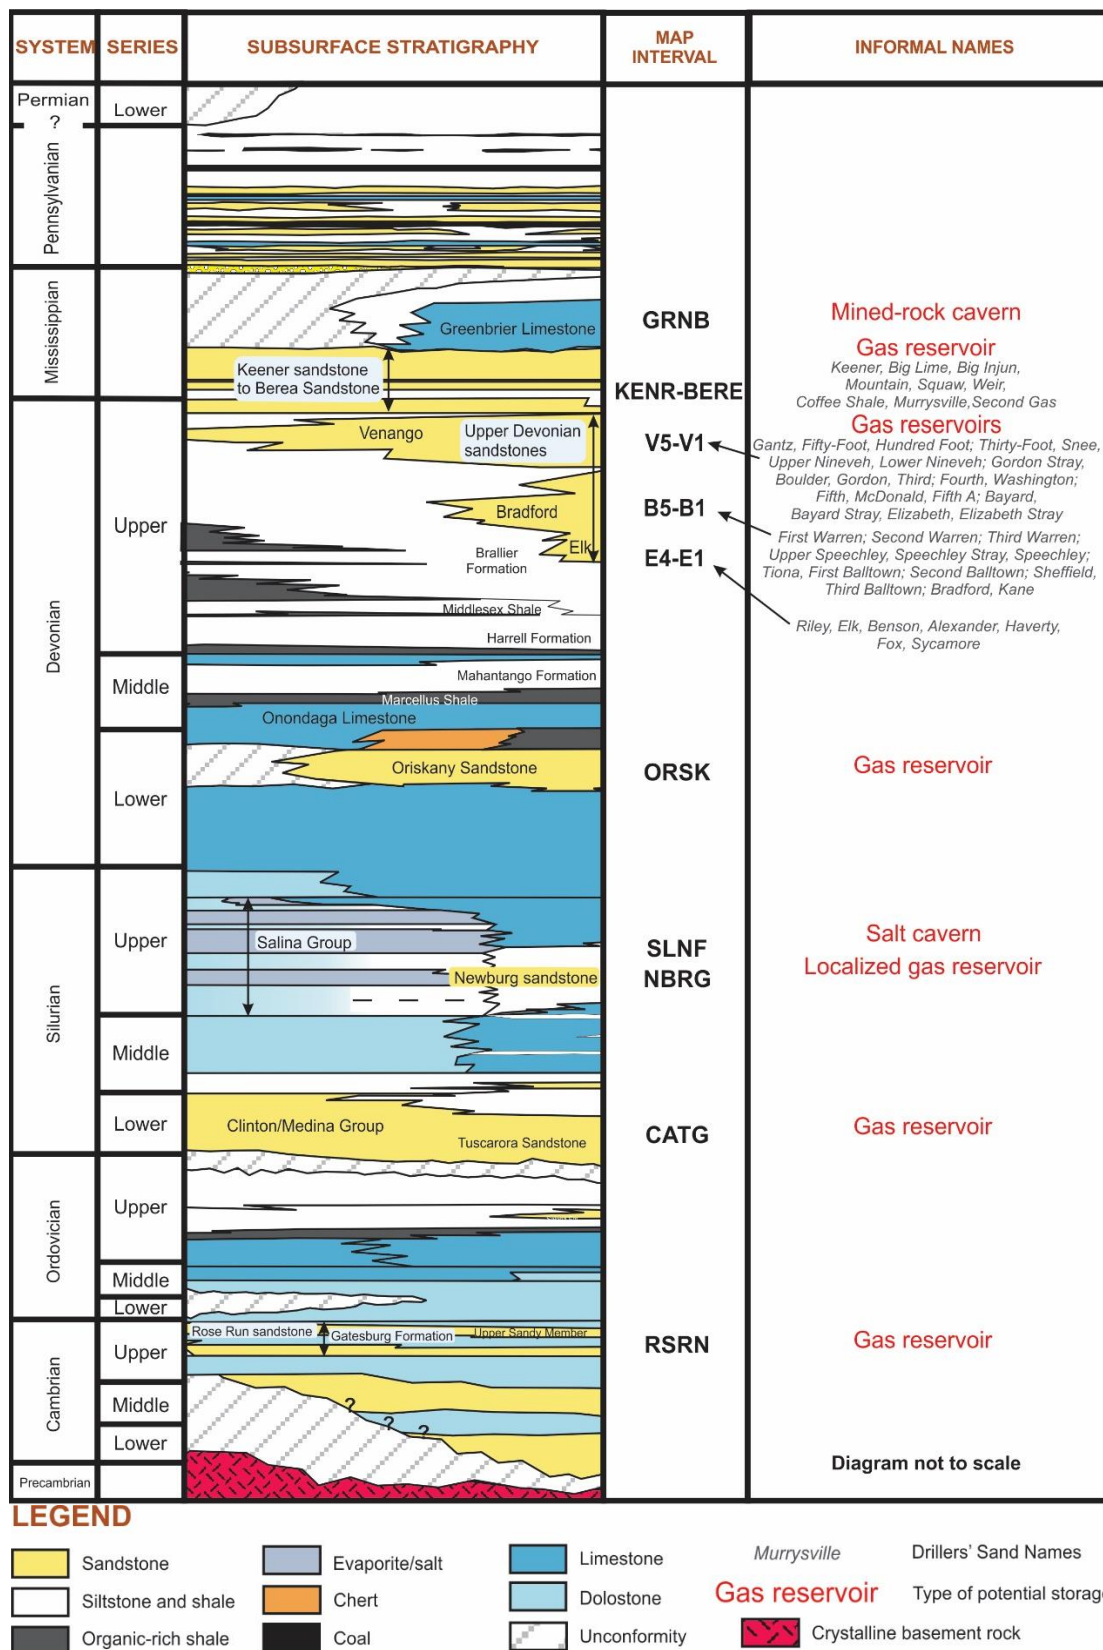 SYSTEM
SERIES
SUBSURFACE STRATIGRAPHY
MAP
INTERVAL
INFORMAL NAMES
Permian
?
Lower
Pennsylvanian
Mississippian
Greenbrier Limestone
GRNB
Mined-rock cavern
Keener sandstone
to Berea Sandstone
KENR-BERE
Gas reservoir
Keener, Big Lime, Big Injun,
Mountain, Squaw, Weir,
Coffee Shale, Murrysville,Second Gas
Devonian
Upper
Venango
Upper Devonian
sandstones
Bradford
Elk
Brallier
Formation
Middlesex Shale
Harrell Formation
V5-V1
B5-B1
E4-E1
Gas reservoirs
Gantz, Fifty-Foot, Hundred Foot; Thirty-Foot, Snee,
Upper Nineveh, Lower Nineveh; Gordon Stray,
Boulder, Gordon, Third; Fourth, Washington;
Fifth, McDonald, Fifth A; Bayard,
Bayard Stray, Elizabeth, Elizabeth Stray
First Warren; Second Warren; Third Warren;
Upper Speechley, Speechley Stray, Speechley;
Tiona, First Balltown; Second Balltown; Sheffield,
Third Balltown; Bradford, Kane
Riley, Elk, Benson, Alexander, Haverty,
Fox, Sycamore
Middle
Mahantango Formation
Marcellus Shale
Onondaga Limestone
Lower
Oriskany Sandstone
ORSK
Gas reservoir
Silurian
Upper
Salina Group
Newburg sandstone
SLNF
NBRG
Salt cavern
Localized gas reservoir
Middle
Lower
Clinton/Medina Group
Tuscarora Sandstone
CATG
Gas reservoir
Ordovician
Upper
Middle
Lower
Cambrian
Upper
Rose Run sandstone
Gatesburg Formation
Upper Sandy Member
RSRN
Gas reservoir
Middle
?
?
?
Lower
Precambrian
Diagram not to scale
LEGEND
Sandstone
Siltstone and shale
Organic-rich shale
Evaporite/salt
Chert
Coal
Limestone
Dolostone
Unconformity
Murrysville
Drillers' Sand Names
Gas reservoir
Type of potential storage
Crystalline basement rock